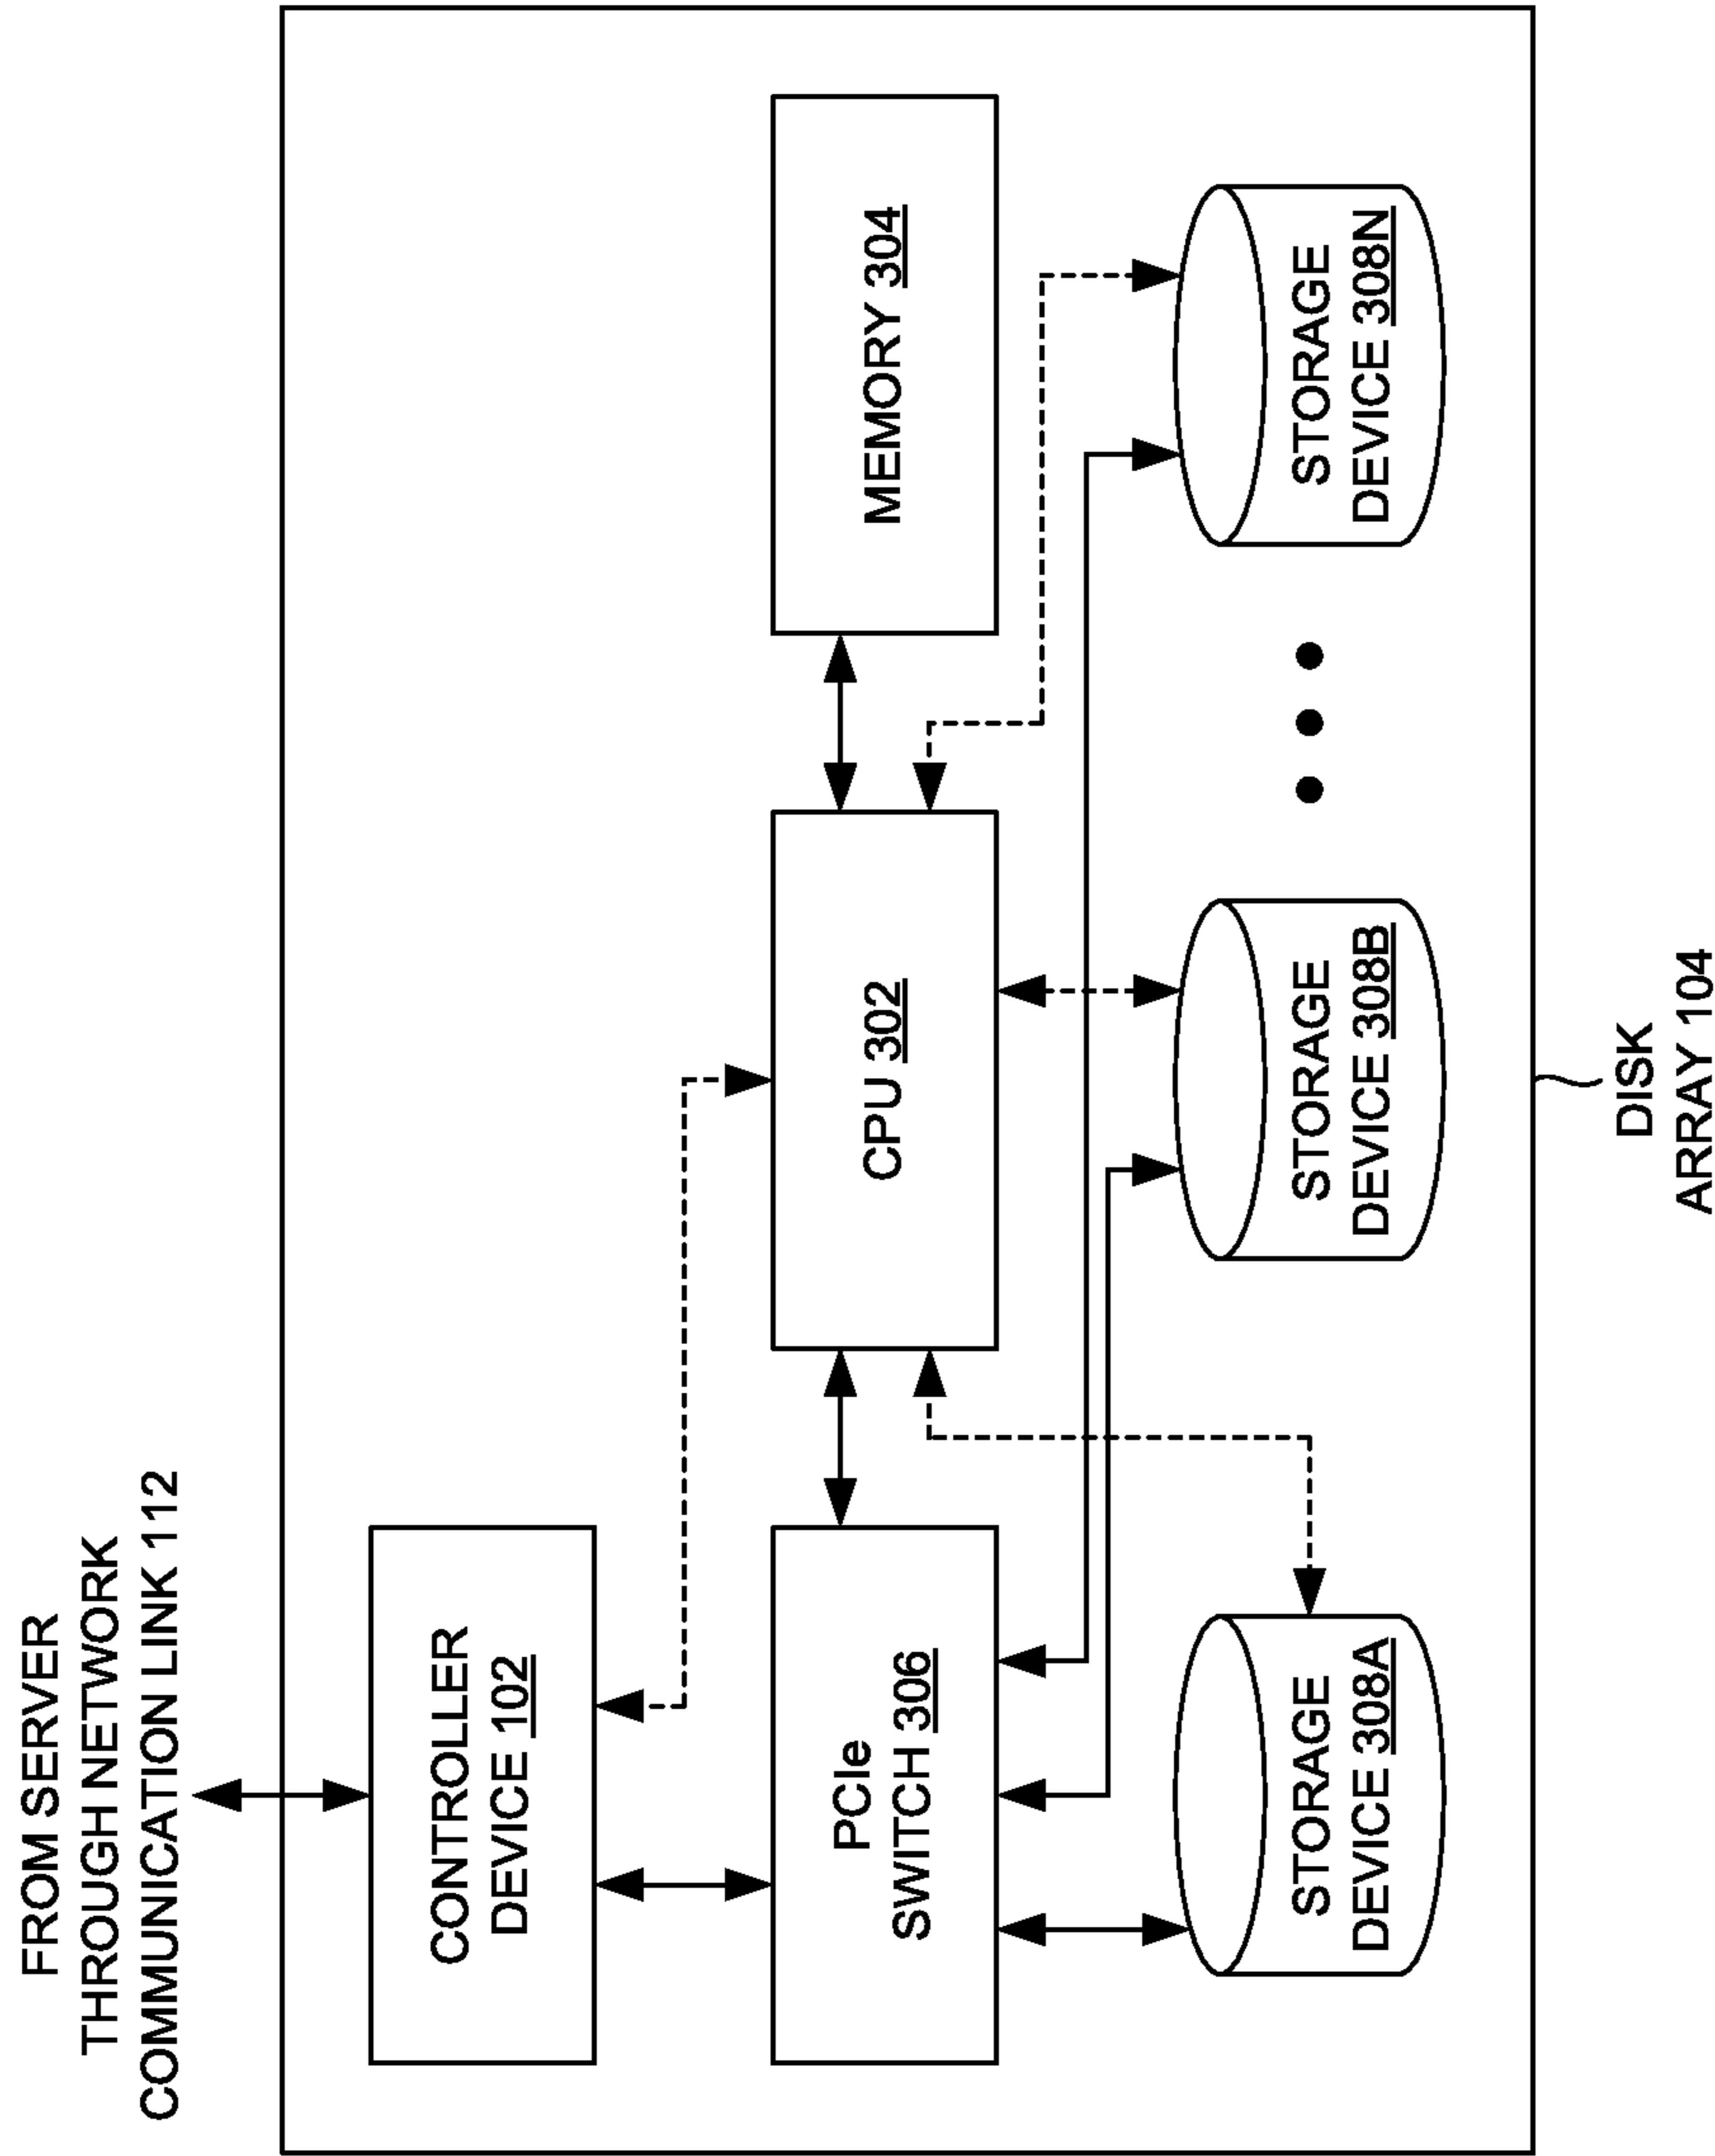 FROM SERVER
THROUGH NETWORK
COMMUNICATION LINK 112
CONTROLLER
DEVICE 102
PCIe
SWITCH 306
CPU 302
MEMORY 304
STORAGE
DEVICE 308A
STORAGE
DEVICE 308B
STORAGE
DEVICE 308N
DISK
ARRAY 104